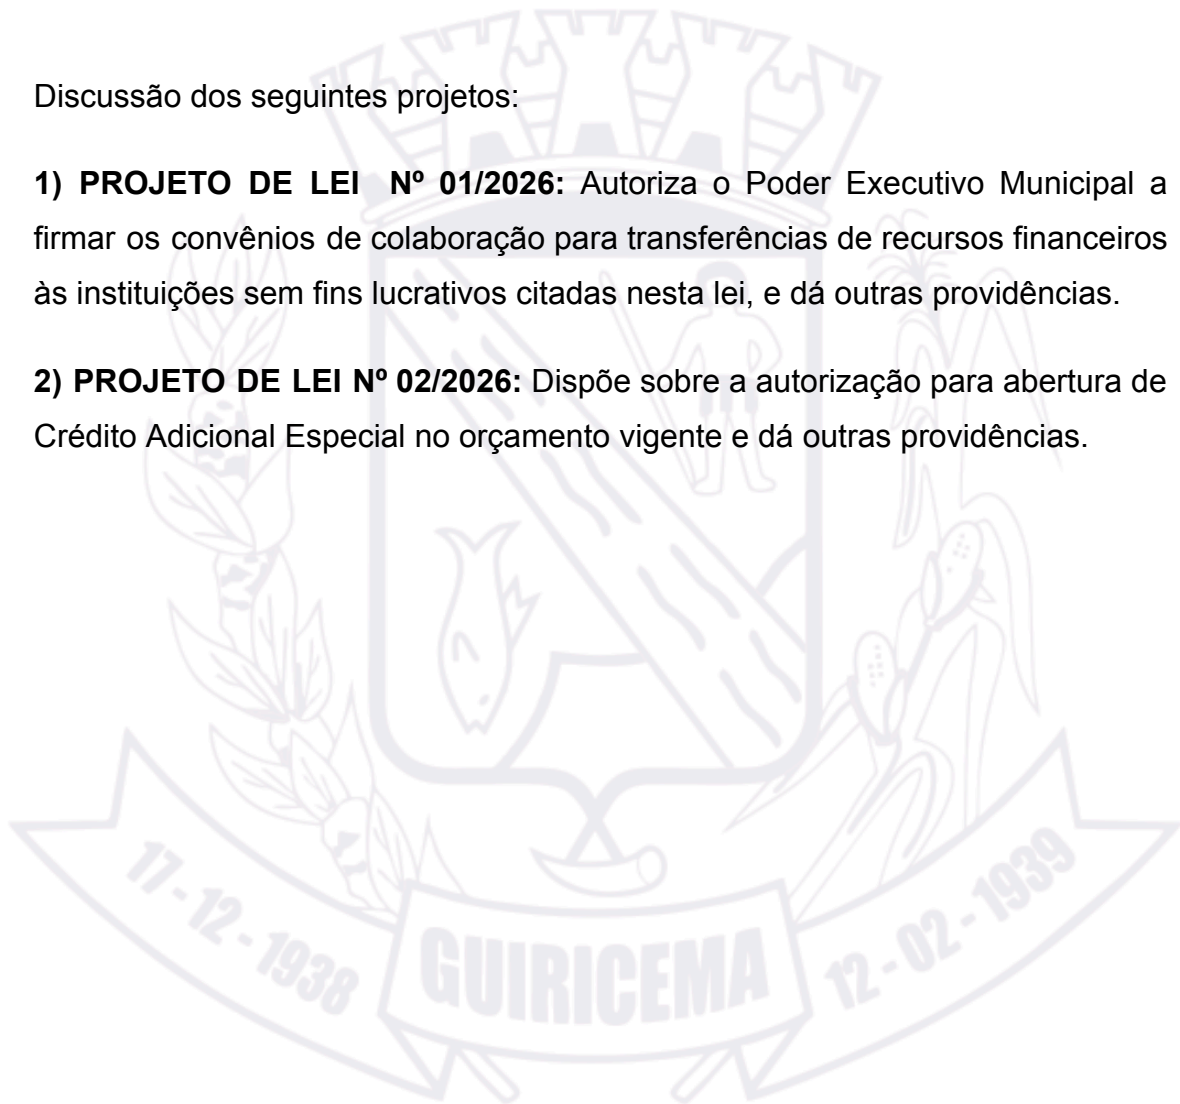 Discussão dos seguintes projetos:
1) PROJETO DE LEI Nº 01/2026: Autoriza o Poder Executivo Municipal a
firmar os convênios de colaboração para transferências de recursos financeiros
às instituições sem fins lucrativos citadas nesta lei, e dá outras providências.
2) PROJETO DE LEI Nº 02/2026: Dispõe sobre a autorização para abertura de
Crédito Adicional Especial no orçamento vigente e dá outras providências.
17-12-1938
GUIRICEMA
12-02-1939